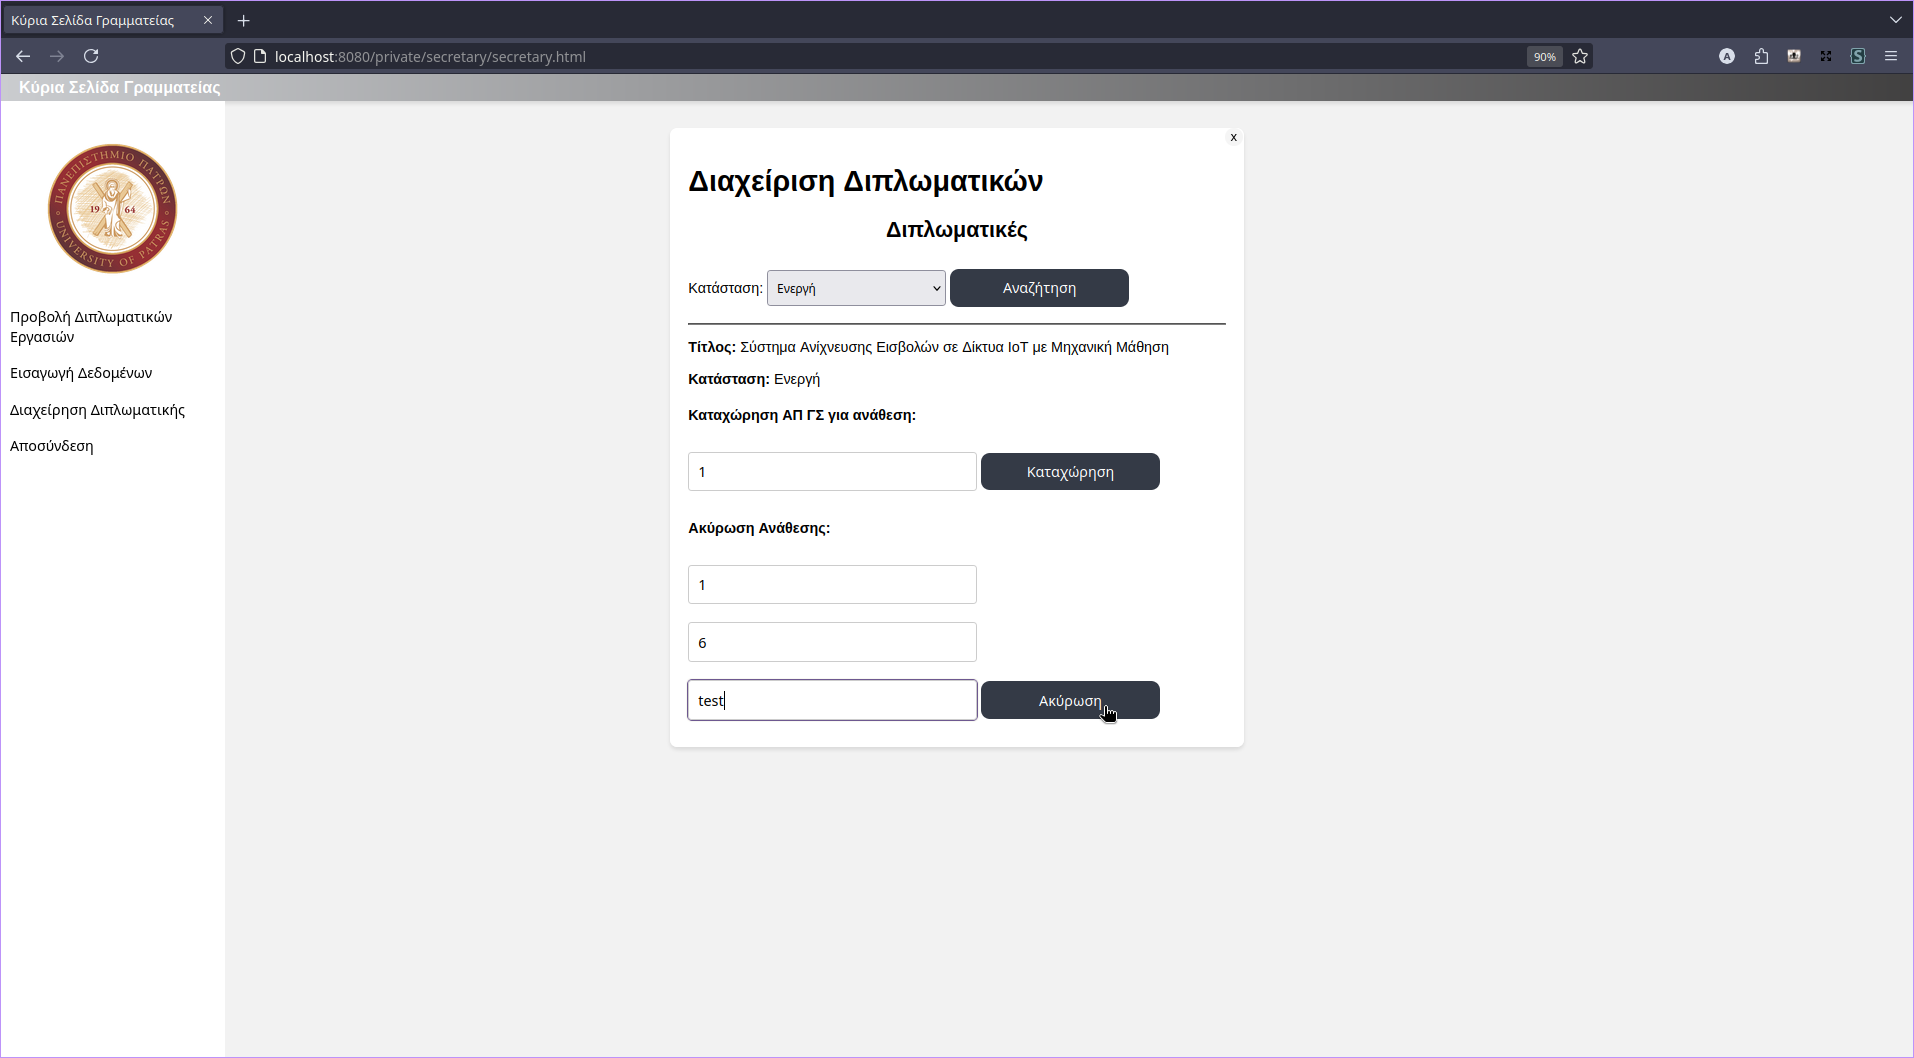 Κύρια Σελίδα Γραμματείας
localhost:8080/private/secretary/secretary.html
90%
A
S
Κύρια Σελίδα Γραμματείας
ΠΑΝΕΠΙΣΤΗΜΙΟ ΠΑΤΡΩΝ
19 64
UNIVERSITY OF PATRAS
Προβολή Διπλωματικών
Εργασιών
Εισαγωγή Δεδομένων
Διαχείρηση Διπλωματικής
Αποσύνδεση
x
Διαχείριση Διπλωματικών
Διπλωματικές
Κατάσταση: Ενεργή Αναζήτηση
Τίτλος: Σύστημα Ανίχνευσης Εισβολών σε Δίκτυα IoT με Μηχανική Μάθηση
Κατάσταση: Ενεργή
Καταχώρηση ΑΠ ΓΣ για ανάθεση:
1 Καταχώρηση
Ακύρωση Ανάθεσης:
1
6
test Ακύρωση